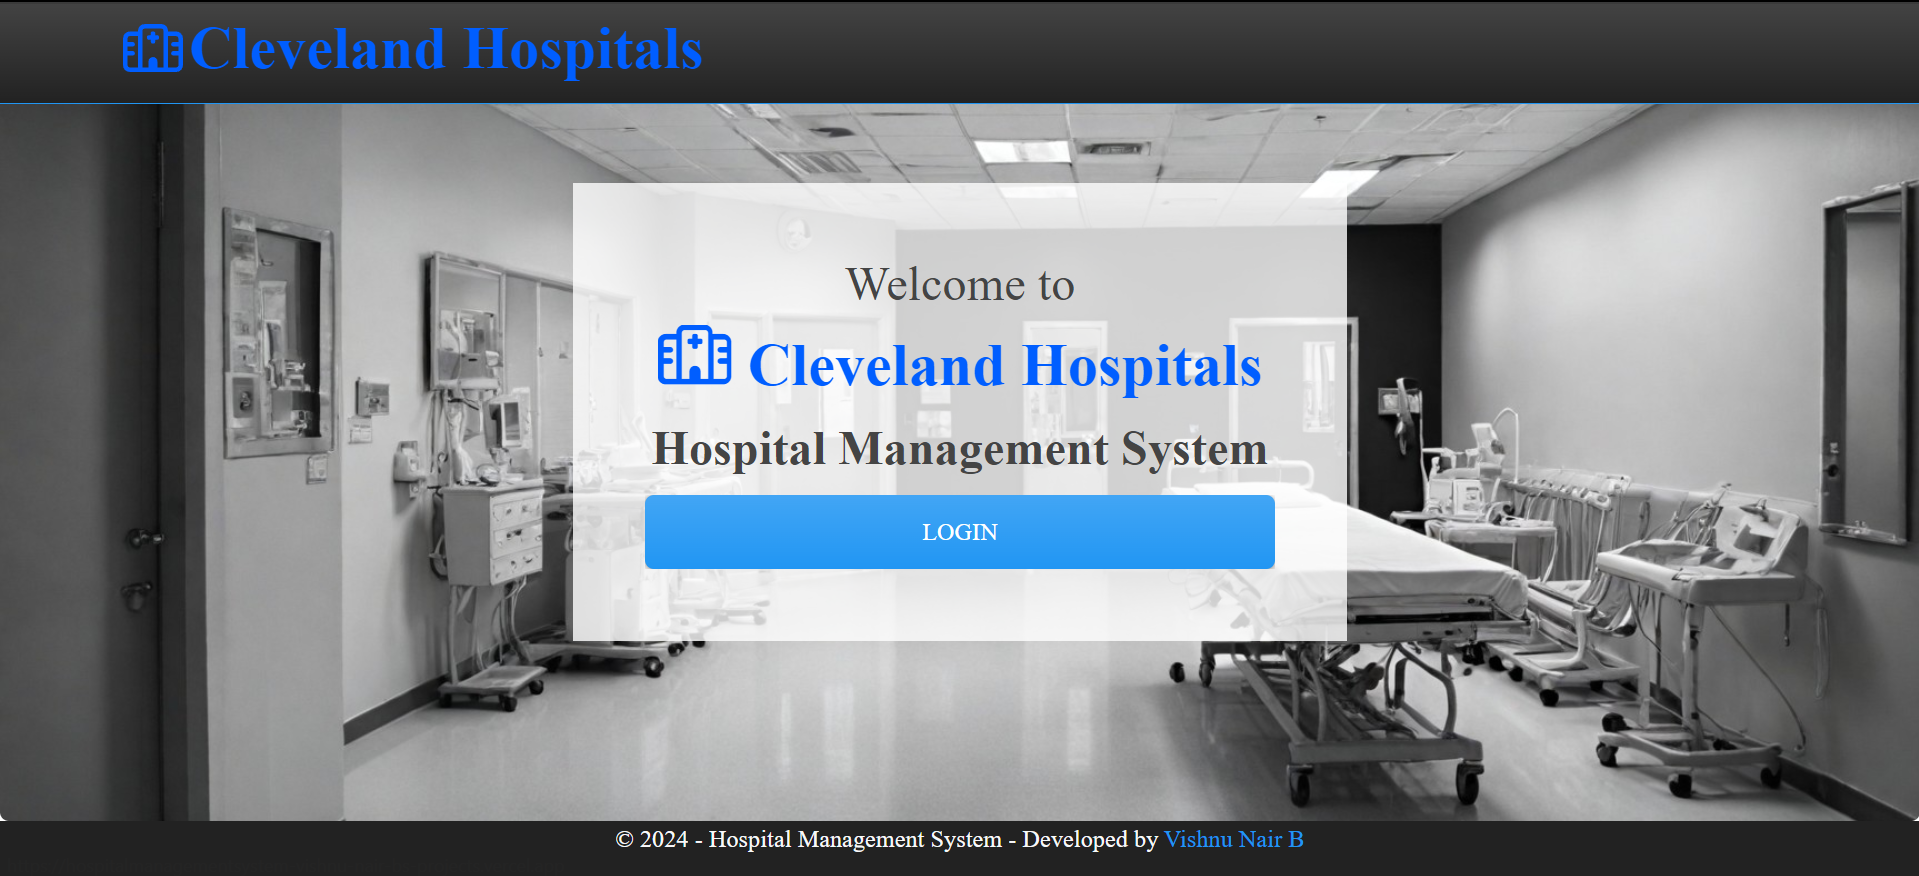 Cleveland Hospitals
Welcome to
Cleveland Hospitals
Hospital Management System
LOGIN
© 2024 - Hospital Management System - Developed by Vishnu Nair B